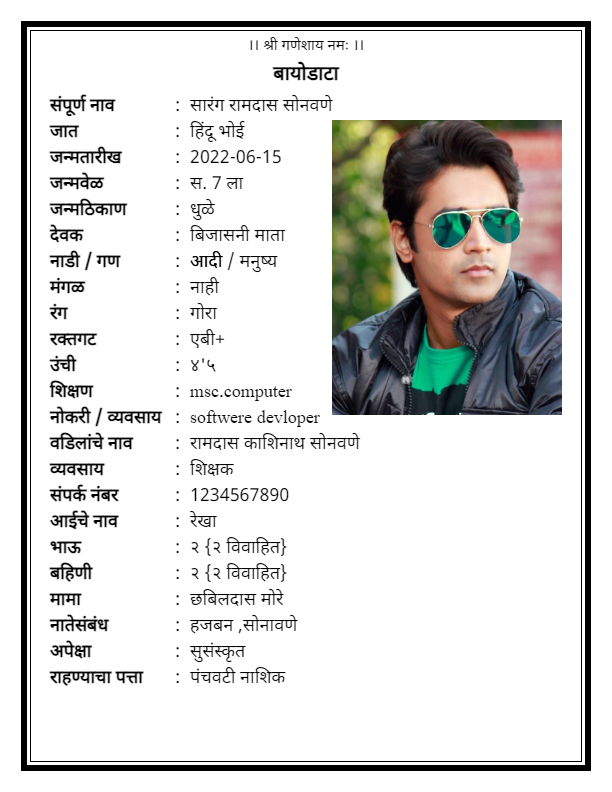 ।। श्री गणेशाय नमः ।।
बायोडाटा
संपूर्ण नाव : सारंग रामदास सोनवणे
जात : हिंदू भोई
जन्मतारीख : 2022-06-15
जन्मवेळ : स. 7 ला
जन्मठिकाण : धुळे
देवक : बिजासनी माता
नाडी / गण : आदी / मनुष्य
मंगळ : नाही
रंग : गोरा
रक्तगट : एबी+
उंची : ४'५
शिक्षण : msc.computer
नोकरी / व्यवसाय : softwere devloper
वडिलांचे नाव : रामदास काशिनाथ सोनवणे
व्यवसाय : शिक्षक
संपर्क नंबर : 1234567890
आईचे नाव : रेखा
भाऊ : २ {२ विवाहित}
बहिणी : २ {२ विवाहित}
मामा : छबिलदास मोरे
नातेसंबंध : हजबन ,सोनावणे
अपेक्षा : सुसंस्कृत
राहण्याचा पत्ता : पंचवटी नाशिक